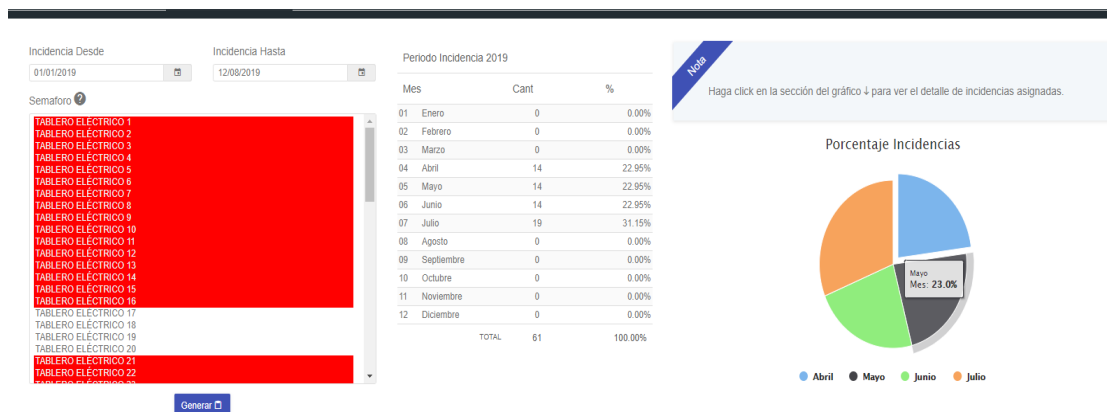 Incidencia Desde
Incidencia Hasta
01/01/2019
12/08/2019
Semaforo ?
TABLERO ELÉCTRICO 1
TABLERO ELÉCTRICO 2
TABLERO ELÉCTRICO 3
TABLERO ELÉCTRICO 4
TABLERO ELÉCTRICO 5
TABLERO ELÉCTRICO 6
TABLERO ELÉCTRICO 7
TABLERO ELÉCTRICO 8
TABLERO ELÉCTRICO 9
TABLERO ELÉCTRICO 10
TABLERO ELÉCTRICO 11
TABLERO ELÉCTRICO 12
TABLERO ELÉCTRICO 13
TABLERO ELÉCTRICO 14
TABLERO ELÉCTRICO 15
TABLERO ELÉCTRICO 16
TABLERO ELÉCTRICO 17
TABLERO ELÉCTRICO 18
TABLERO ELÉCTRICO 19
TABLERO ELÉCTRICO 20
TABLERO ELÉCTRICO 21
TABLERO ELÉCTRICO 22
Generar
Periodo Incidencia 2019
Mes Cant %
01 Enero 0 0.00%
02 Febrero 0 0.00%
03 Marzo 0 0.00%
04 Abril 14 22.95%
05 Mayo 14 22.95%
06 Junio 14 22.95%
07 Julio 19 31.15%
08 Agosto 0 0.00%
09 Septiembre 0 0.00%
10 Octubre 0 0.00%
11 Noviembre 0 0.00%
12 Diciembre 0 0.00%
TOTAL 61 100.00%
Nota
Haga click en la sección del gráfico ↓ para ver el detalle de incidencias asignadas.
Porcentaje Incidencias
Mayo
Mes: 23.0%
Abril Mayo Junio Julio